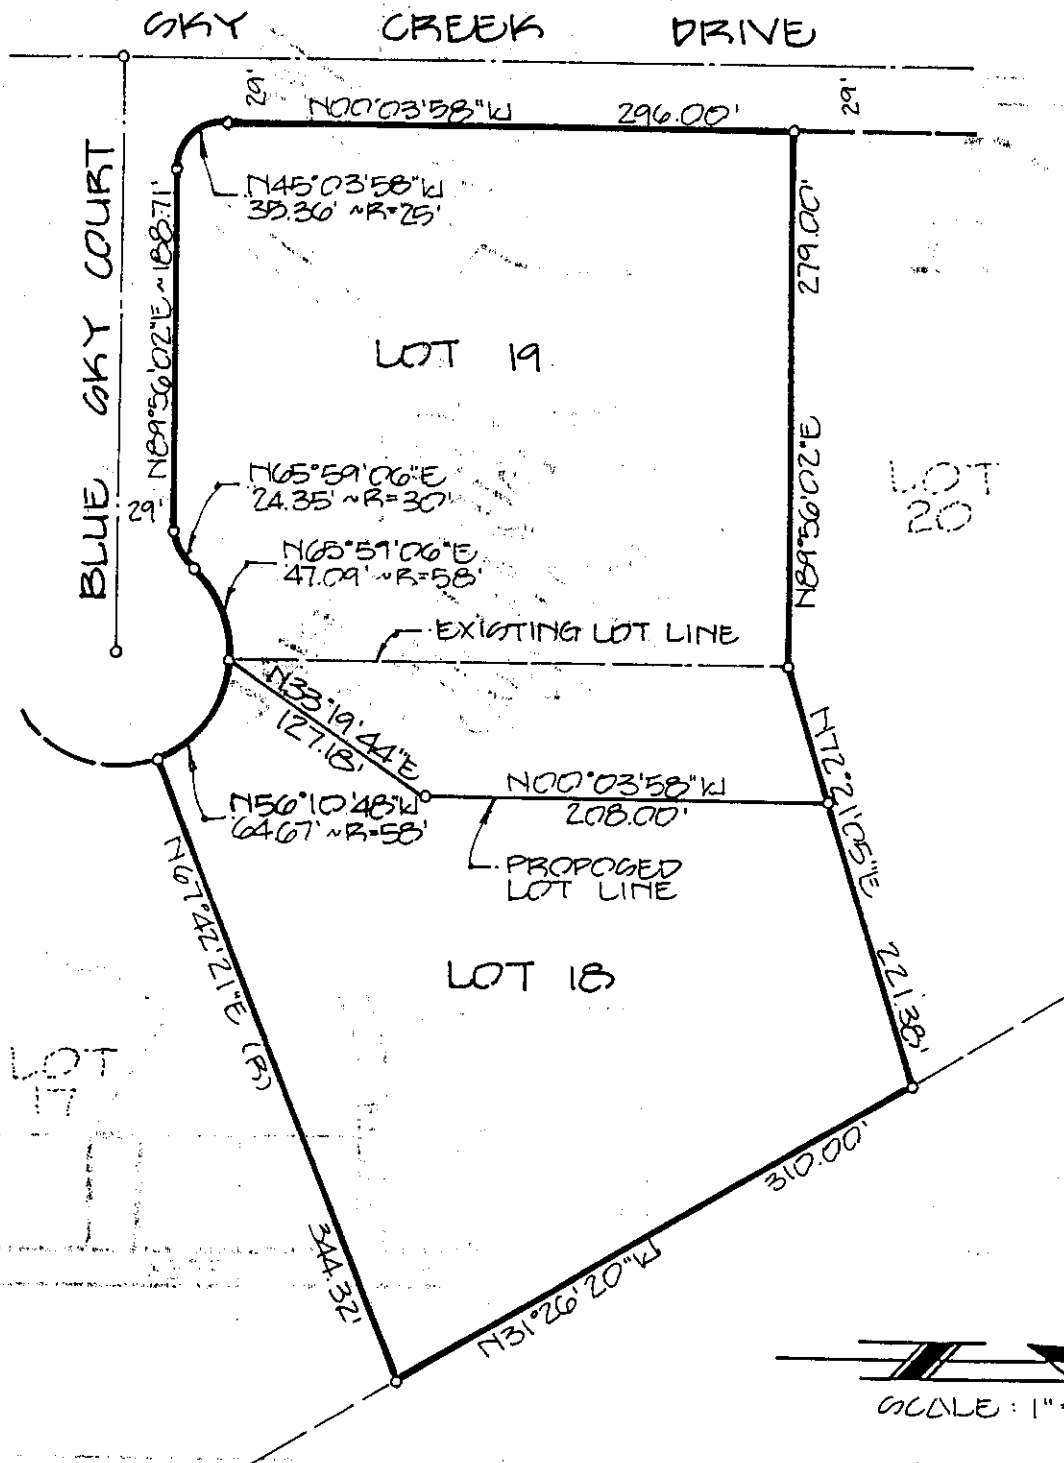 SKY CREEK DRIVE
29'
29'
N00°03'58"W 296.00'
N45°03'58"W
35.36' ~R=25'
BLUE SKY COURT
N89°56'02"E ~188.71'
279.00'
N89°56'02"E
LOT 19
LOT
20
N65°59'06"E
24.35' ~R=30'
29'
N65°59'06"E
47.09' ~R=58'
EXISTING LOT LINE
N33°19'44"E
127.18'
N00°03'58"W
208.00'
N72°21'05"E
221.38'
N56°10'48"W
64.67' ~R=58'
PROPOSED
LOT LINE
N67°42'21"E (R)
344.32'
LOT 18
LOT
17
310.00'
N31°26'20"W
SCALE : 1"=